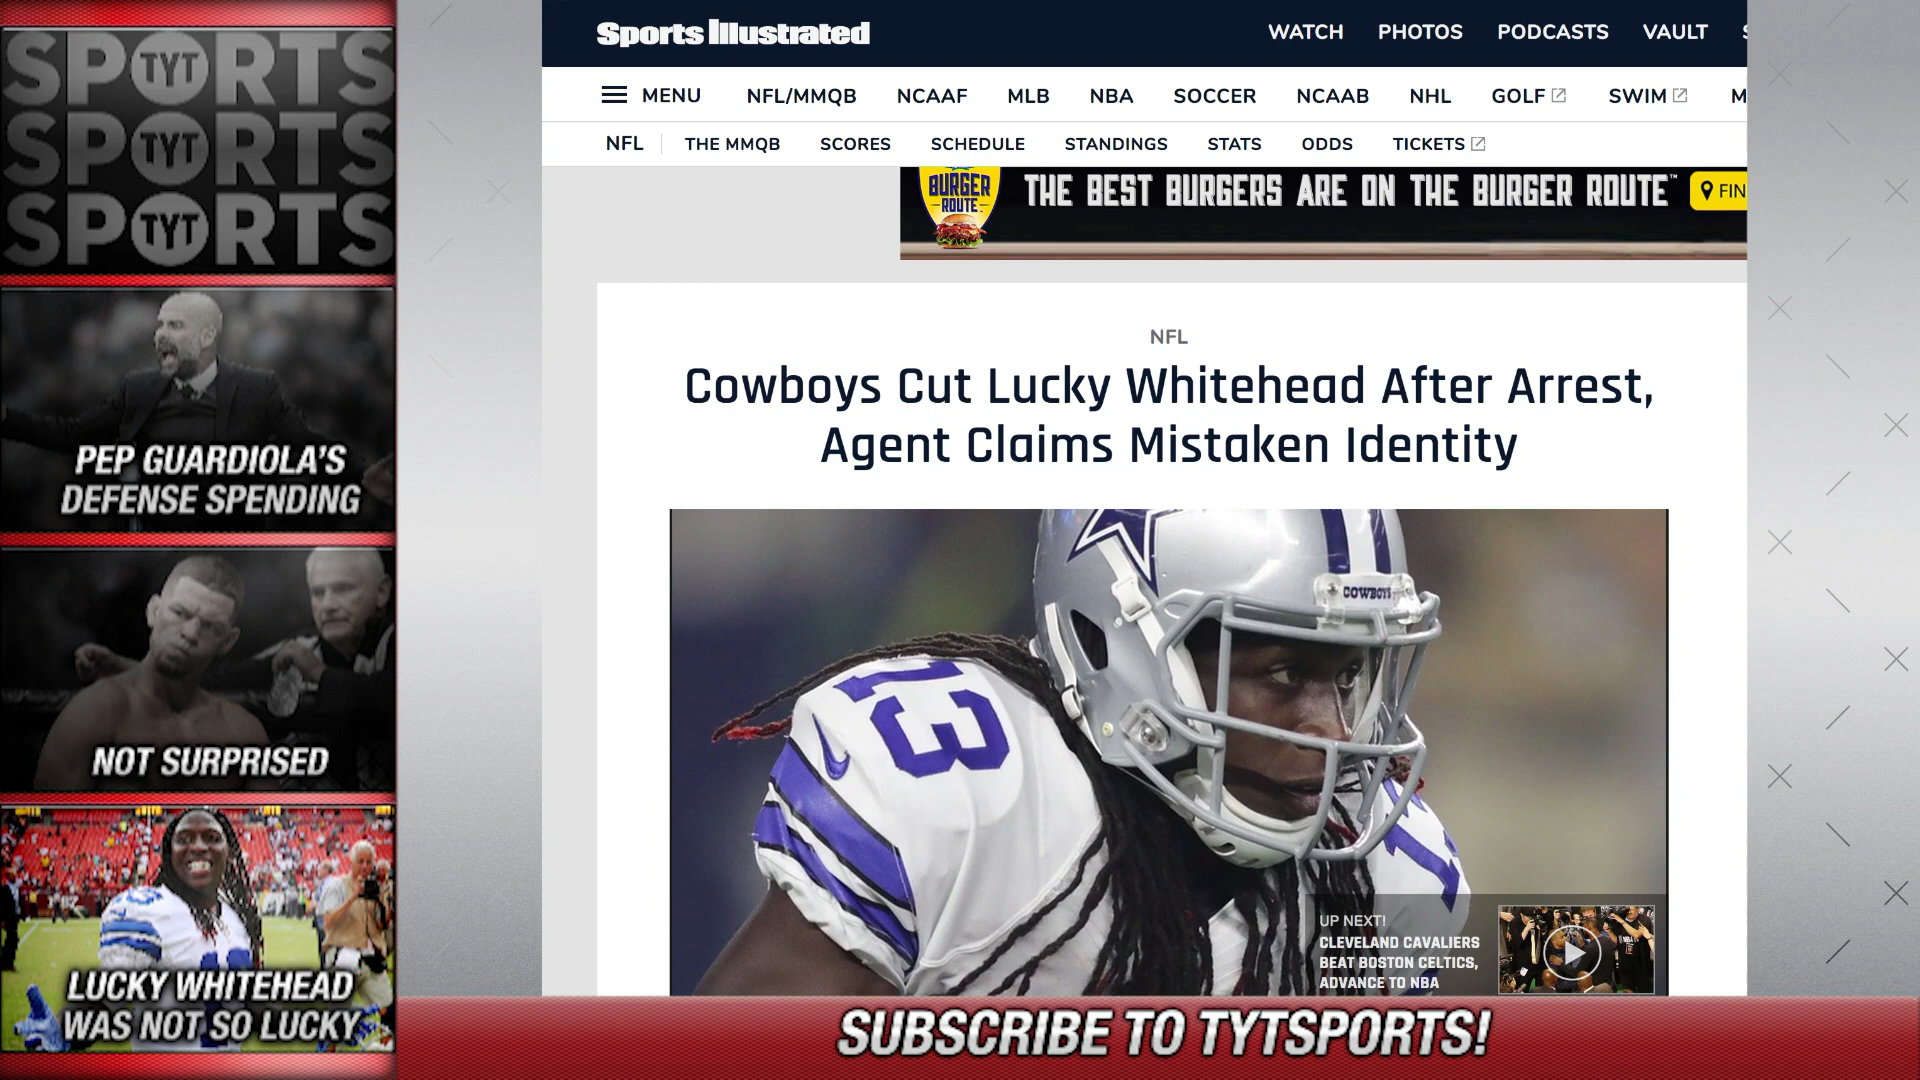 SPORTS
TYT
SPORTS
TYT
SPORTS
TYT
PEP GUARDIOLA'S
DEFENSE SPENDING
NOT SURPRISED
LUCKY WHITEHEAD
WAS NOT SO LUCKY
Sports Illustrated
WATCH PHOTOS PODCASTS VAULT S
MENU NFL/MMQB NCAAF MLB NBA SOCCER NCAAB NHL GOLF SWIM M
NFL THE MMQB SCORES SCHEDULE STANDINGS STATS ODDS TICKETS
BURGER
ROUTE
THE BEST BURGERS ARE ON THE BURGER ROUTE™
FIN
NFL
Cowboys Cut Lucky Whitehead After Arrest,
Agent Claims Mistaken Identity
COWBOYS
13
UP NEXT!
CLEVELAND CAVALIERS
BEAT BOSTON CELTICS,
ADVANCE TO NBA
SUBSCRIBE TO TYTSPORTS!